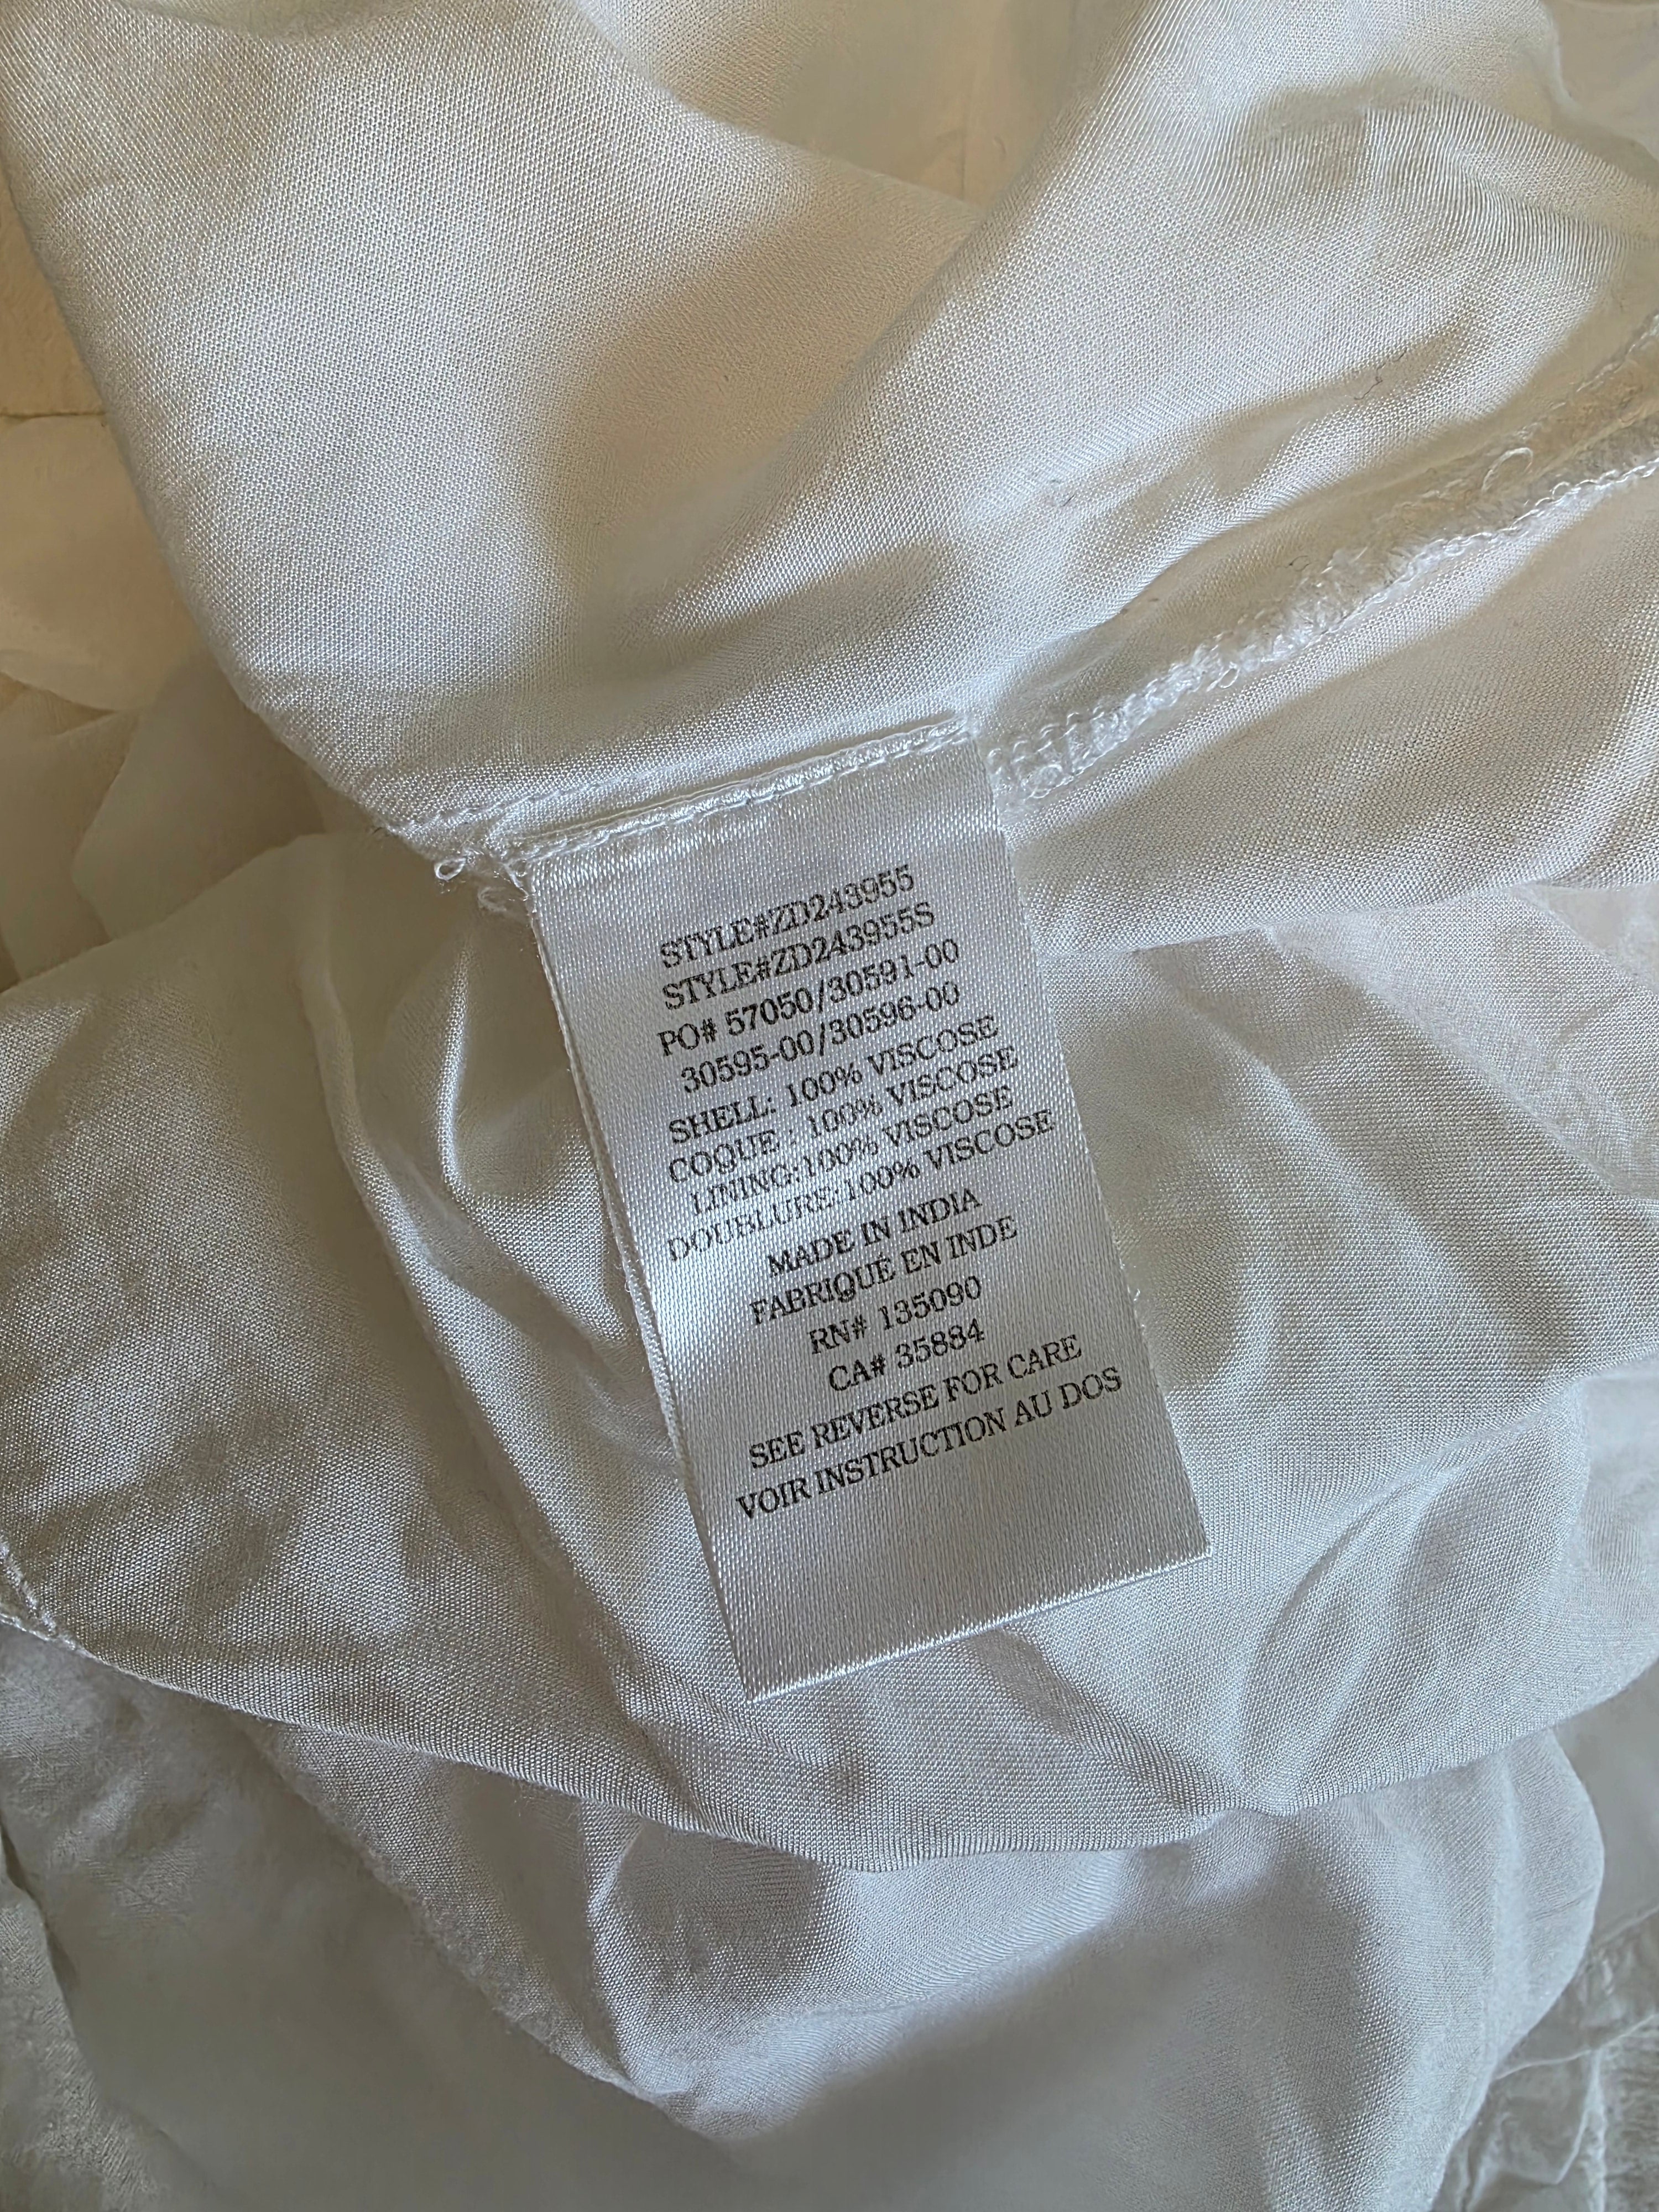 STYLE#ZD243955
STYLE#ZD243955S
PO# 57050/30591-00
30595-00/30596-00
SHELL: 100% VISCOSE
COQUE : 100% VISCOSE
LINING:100% VISCOSE
DOUBLURE:100% VISCOSE
MADE IN INDIA
FABRIQUÉ EN INDE
RN# 135090
CA# 35884
SEE REVERSE FOR CARE
VOIR INSTRUCTION AU DOS